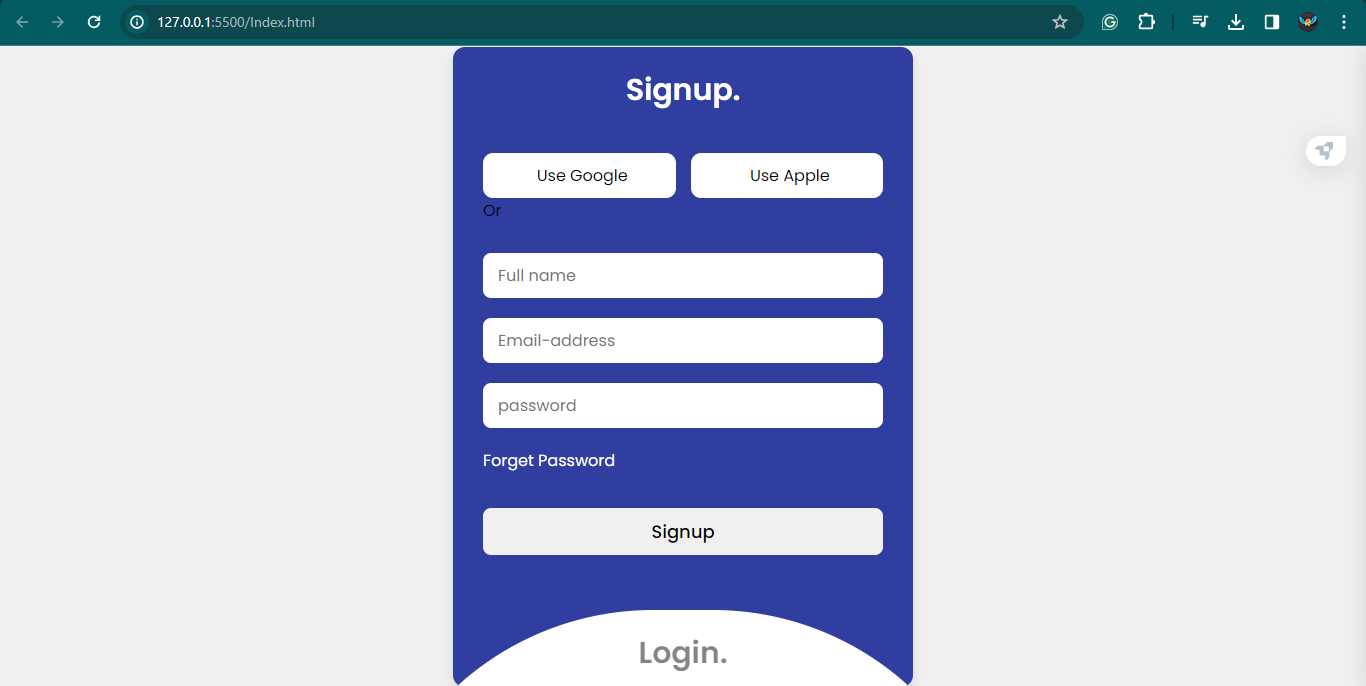 127.0.0.1:5500/Index.html
Signup.
Use Google Use Apple
Or
Full name
Email-address
password
Forget Password
Signup
Login.